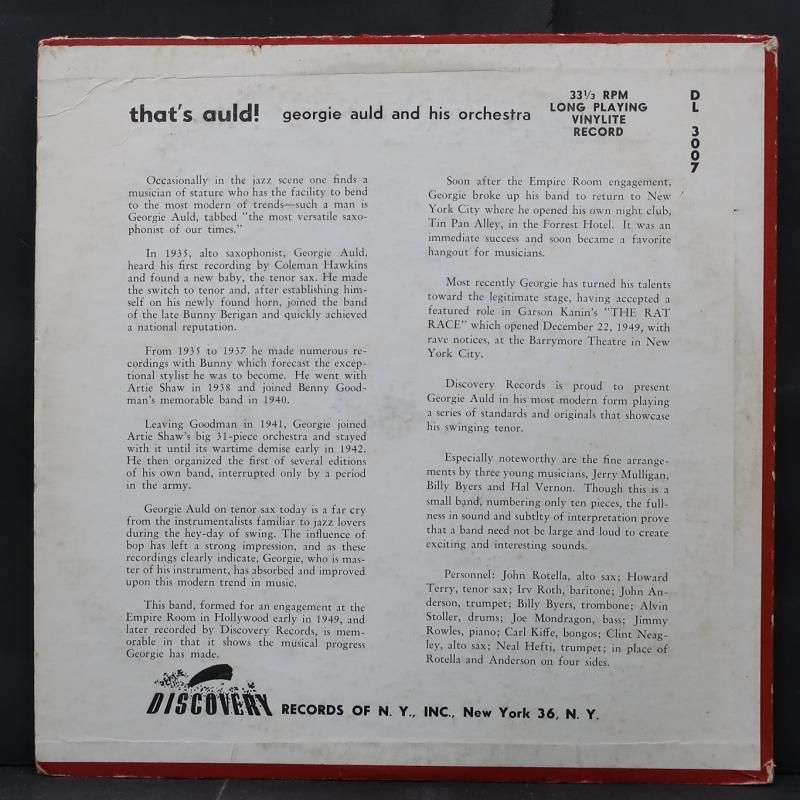 that's auld! georgie auld and his orchestra
33⅓ RPM
LONG PLAYING
VINYLITE
RECORD
DL 3007
Occasionally in the jazz scene one finds a
musician of stature who has the facility to bend
to the most modern of trends—such a man is
Georgie Auld, tabbed "the most versatile saxo-
phonist of our times."
In 1935, alto saxophonist, Georgie Auld,
heard his first recording by Coleman Hawkins
and found a new baby, the tenor sax. He made
the switch to tenor and, after establishing him-
self on his newly found horn, joined the band
of the late Bunny Berigan and quickly achieved
a national reputation.
From 1935 to 1937 he made numerous re-
cordings with Bunny which forecast the excep-
tional stylist he was to become. He went with
Artie Shaw in 1938 and joined Benny Good-
man's memorable band in 1940.
Leaving Goodman in 1941, Georgie joined
Artie Shaw's big 31-piece orchestra and stayed
with it until its wartime demise early in 1942.
He then organized the first of several editions
of his own band, interrupted only by a period
in the army.
Georgie Auld on tenor sax today is a far cry
from the instrumentalists familiar to jazz lovers
during the hey-day of swing. The influence of
bop has left a strong impression, and as these
recordings clearly indicate, Georgie, who is mas-
ter of his instrument, has absorbed and improved
upon this modern trend in music.
This band, formed for an engagement at the
Empire Room in Hollywood early in 1949, and
later recorded by Discovery Records, is mem-
orable in that it shows the musical progress
Georgie has made.
Soon after the Empire Room engagement,
Georgie broke up his band to return to New
York City where he opened his own night club,
Tin Pan Alley, in the Forrest Hotel. It was an
immediate success and soon became a favorite
hangout for musicians.
Most recently Georgie has turned his talents
toward the legitimate stage, having accepted a
featured role in Garson Kanin's "THE RAT
RACE" which opened December 22, 1949, with
rave notices, at the Barrymore Theatre in New
York City.
Discovery Records is proud to present
Georgie Auld in his most modern form playing
a series of standards and originals that showcase
his swinging tenor.
Especially noteworthy are the fine arrange-
ments by three young musicians, Jerry Mulligan,
Billy Byers and Hal Vernon. Though this is a
small band, numbering only ten pieces, the full-
ness in sound and subtlty of interpretation prove
that a band need not be large and loud to create
exciting and interesting sounds.
Personnel: John Rotella, alto sax; Howard
Terry, tenor sax; Irv Roth, baritone; John An-
derson, trumpet; Billy Byers, trombone; Alvin
Stoller, drums; Joe Mondragon, bass; Jimmy
Rowles, piano; Carl Kiffe, bongos; Clint Neag-
ley, alto sax; Neal Hefti, trumpet; in place of
Rotella and Anderson on four sides.
DISCOVERY RECORDS OF N. Y., INC., New York 36, N. Y.